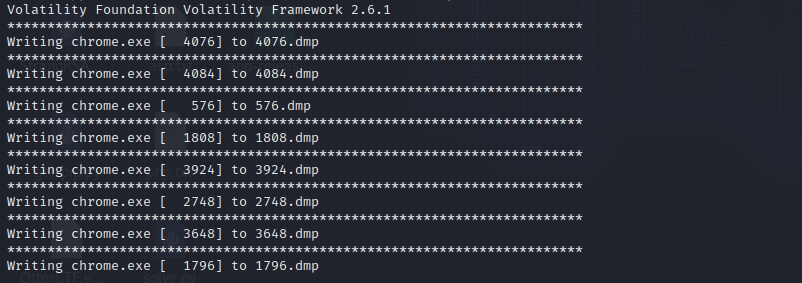 Volatility Foundation Volatility Framework 2.6.1
************************************************************************
Writing chrome.exe [  4076] to 4076.dmp
************************************************************************
Writing chrome.exe [  4084] to 4084.dmp
************************************************************************
Writing chrome.exe [   576] to 576.dmp
************************************************************************
Writing chrome.exe [  1808] to 1808.dmp
************************************************************************
Writing chrome.exe [  3924] to 3924.dmp
************************************************************************
Writing chrome.exe [  2748] to 2748.dmp
************************************************************************
Writing chrome.exe [  3648] to 3648.dmp
************************************************************************
Writing chrome.exe [  1796] to 1796.dmp